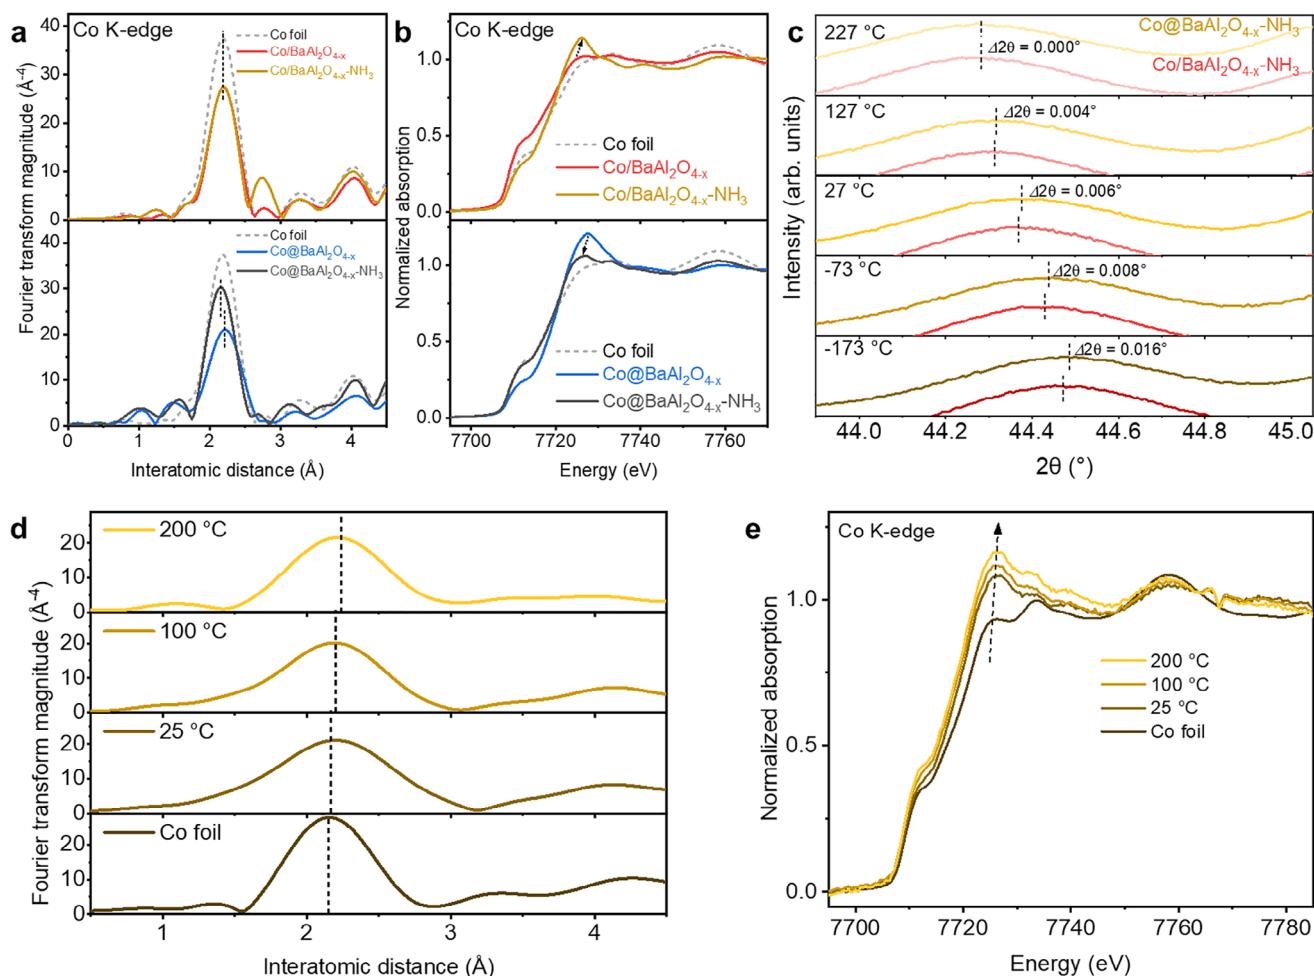 a
Co K-edge
Co foil
Co/BaAl₂O₄₋ₓ
Co/BaAl₂O₄₋ₓ-NH₃
40
30
20
10
0
Co foil
Co@BaAl₂O₄₋ₓ
Co@BaAl₂O₄₋ₓ-NH₃
40
30
20
10
0
Fourier transform magnitude (Å⁻⁴)
0 1 2 3 4
Interatomic distance (Å)
b
Co K-edge
Co foil
Co/BaAl₂O₄₋ₓ
Co/BaAl₂O₄₋ₓ-NH₃
1.0
0.5
0.0
Co foil
Co@BaAl₂O₄₋ₓ
Co@BaAl₂O₄₋ₓ-NH₃
1.0
0.5
0.0
Normalized absorption
7700 7720 7740 7760
Energy (eV)
c
227 °C
Co@BaAl₂O₄₋ₓ-NH₃
Δ2θ = 0.000°
Co/BaAl₂O₄₋ₓ-NH₃
127 °C
Δ2θ = 0.004°
27 °C
Δ2θ = 0.006°
-73 °C
Δ2θ = 0.008°
-173 °C
Δ2θ = 0.016°
Intensity (arb. units)
44.0 44.2 44.4 44.6 44.8 45.0
2θ (°)
d
200 °C
20
10
0
100 °C
20
10
0
25 °C
20
10
0
Co foil
20
10
0
Fourier transform magnitude (Å⁻⁴)
1 2 3 4
Interatomic distance (Å)
e
Co K-edge
200 °C
100 °C
25 °C
Co foil
1.0
0.5
0.0
Normalized absorption
7700 7720 7740 7760 7780
Energy (eV)